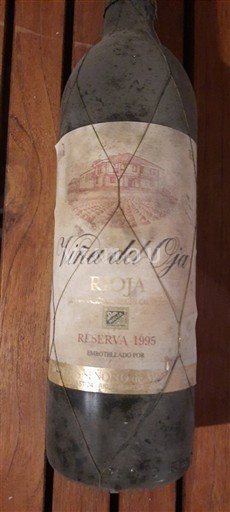 Viña del Oja
RIOJA
RESERVA 1995
EMBOTELLADO POR